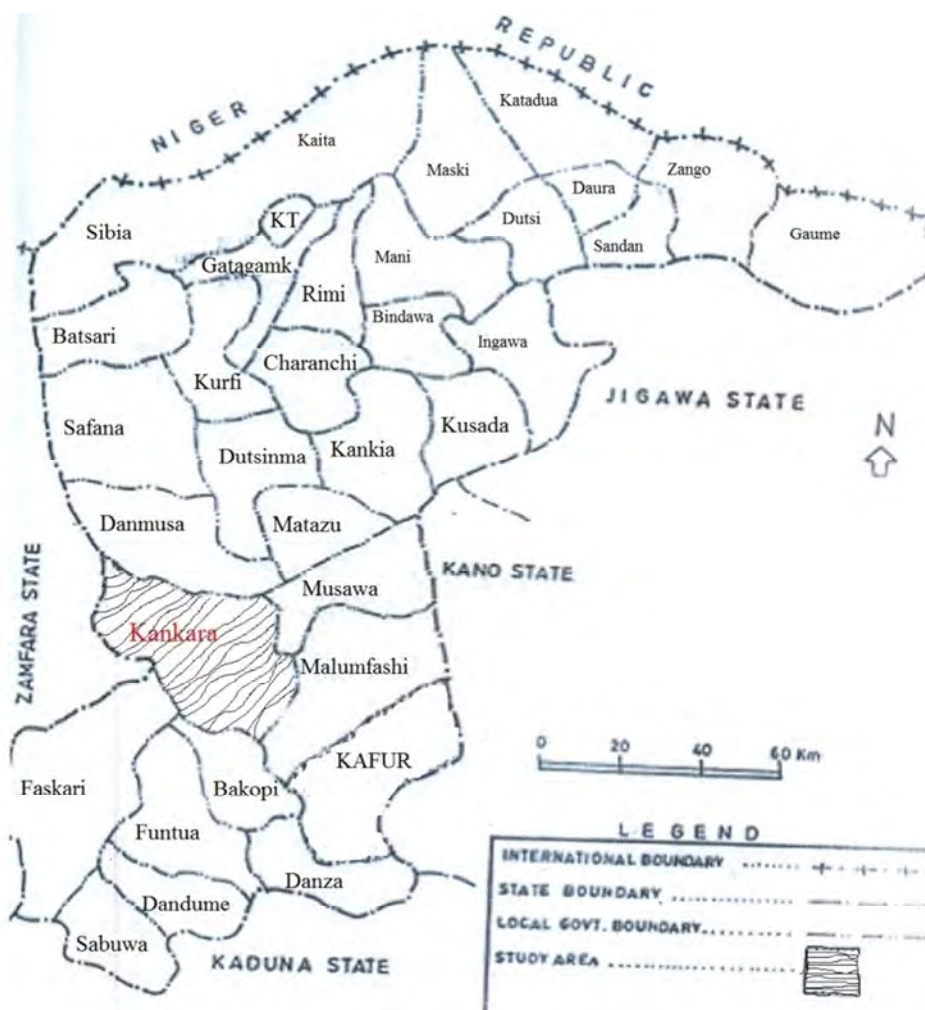 REPUBLIC
NIGER
Katadua
Kaita
Maski
Zango
Daura
KT
Dutsi
Sibia
Gaume
Sandan
Mani
Gatagamk
Rimi
Bindawa
Batsari
Ingawa
Charanchi
Kurfi
JIGAWA STATE
Safana
Kusada
N
Dutsinma
Kankia
Danmusa
Matazu
KANO STATE
Musawa
ZAMFARA STATE
Kankara
Malumfashi
0 20 40 60 Km
KAFUR
Faskari
Bakopi
Funtua
LEGEND
INTERNATIONAL BOUNDARY
Danza
STATE BOUNDARY
Dandume
LOCAL GOVT. BOUNDARY
Sabuwa
STUDY AREA
KADUNA STATE